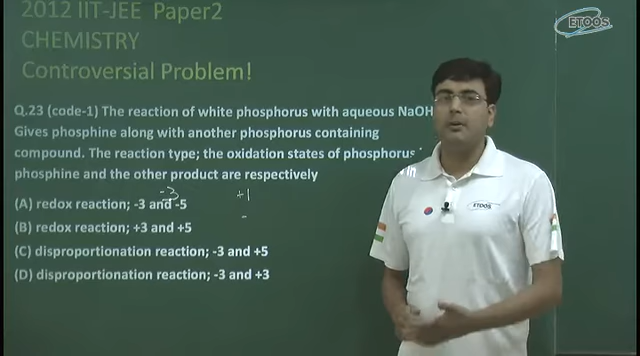 2012 IIT-JEE Paper2
CHEMISTRY
Controversial Problem!
ETOOS
Q.23 (code-1) The reaction of white phosphorus with aqueous NaOH
Gives phosphine along with another phosphorus containing
compound. The reaction type; the oxidation states of phosphorus in
phosphine and the other product are respectively
-3 +1
(A) redox reaction; -3 and -5
(B) redox reaction; +3 and +5
(C) disproportionation reaction; -3 and +5
(D) disproportionation reaction; -3 and +3
ETOOS